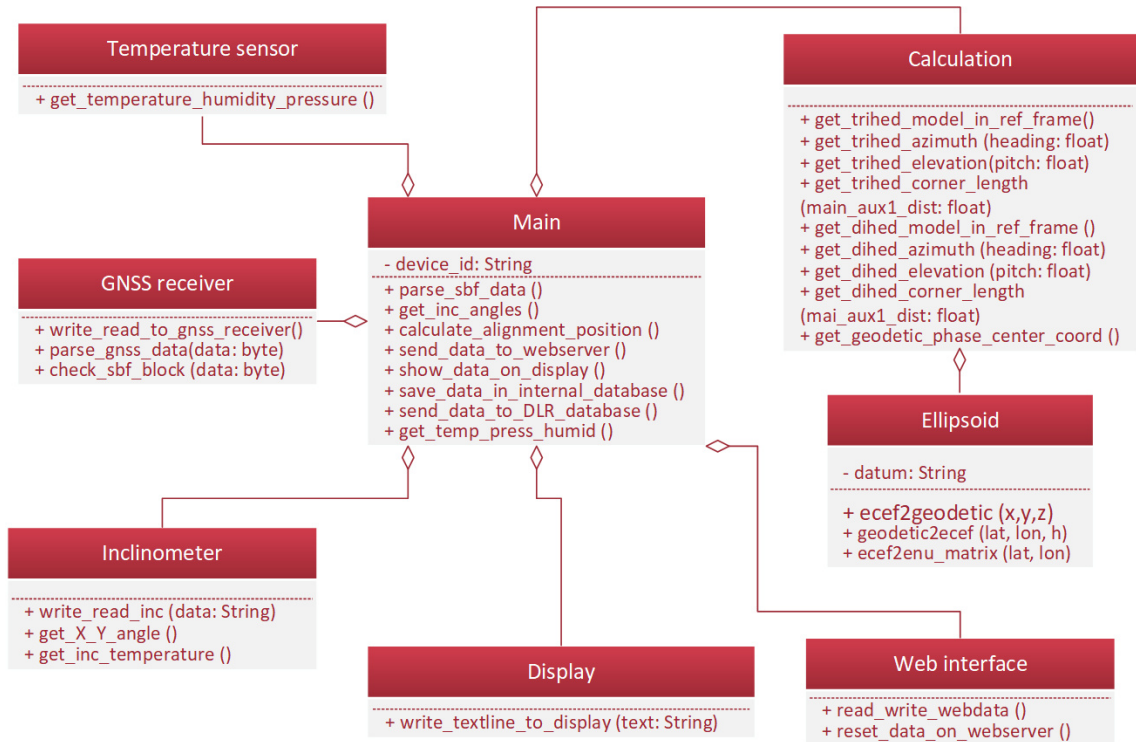 Temperature sensor
+ get_temperature_humidity_pressure ()
Calculation
+ get_trihed_model_in_ref_frame()
+ get_trihed_azimuth (heading: float)
+ get_trihed_elevation(pitch: float)
+ get_trihed_corner_length
(main_aux1_dist: float)
+ get_dihed_model_in_ref_frame ()
+ get_dihed_azimuth (heading: float)
+ get_dihed_elevation (pitch: float)
+ get_dihed_corner_length
(mai_aux1_dist: float)
+ get_geodetic_phase_center_coord ()
Main
- device_id: String
+ parse_sbf_data ()
+ get_inc_angles ()
+ calculate_alignment_position ()
+ send_data_to_webserver ()
+ show_data_on_display ()
+ save_data_in_internal_database ()
+ send_data_to_DLR_database ()
+ get_temp_press_humid ()
GNSS receiver
+ write_read_to_gnss_receiver()
+ parse_gnss_data(data: byte)
+ check_sbf_block (data: byte)
Ellipsoid
- datum: String
+ ecef2geodetic (x,y,z)
+ geodetic2ecef (lat, lon, h)
+ ecef2enu_matrix (lat, lon)
Inclinometer
+ write_read_inc (data: String)
+ get_X_Y_angle ()
+ get_inc_temperature ()
Display
+ write_textline_to_display (text: String)
Web interface
+ read_write_webdata ()
+ reset_data_on_webserver ()